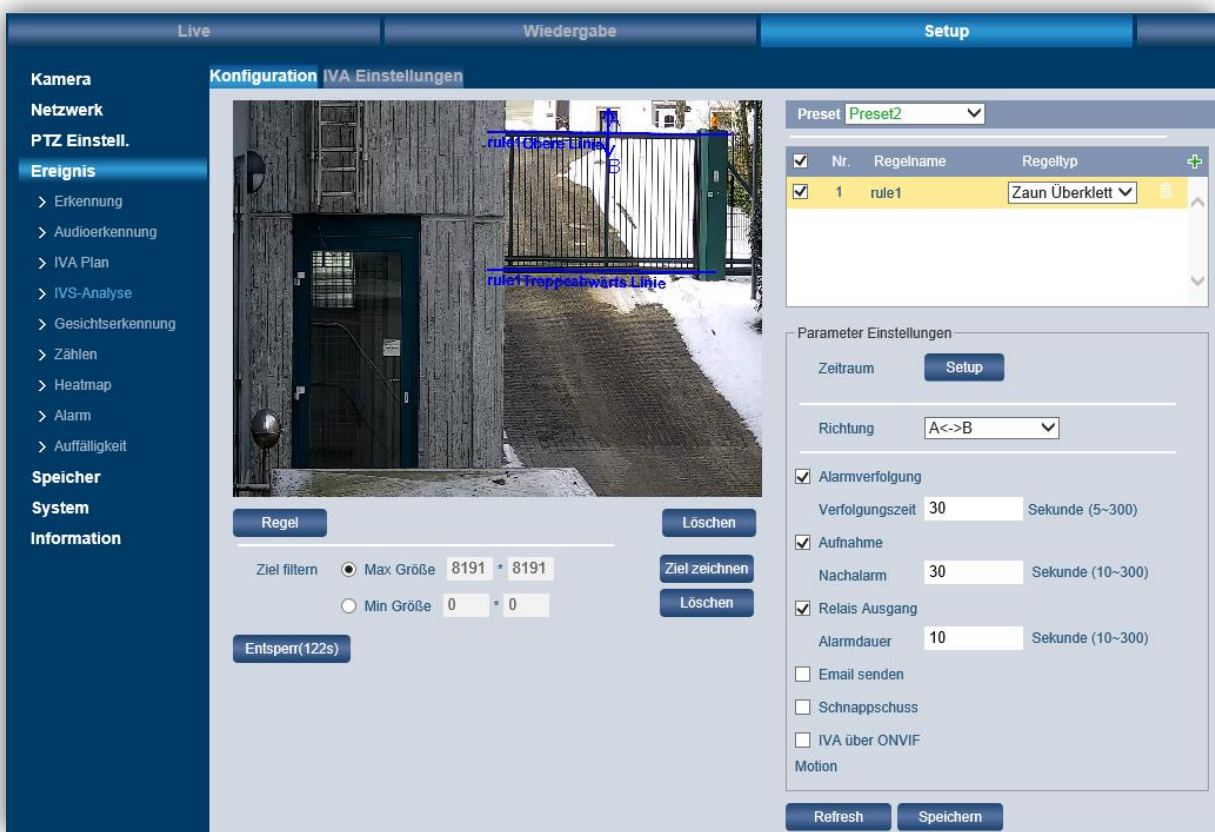 Live Wiedergabe Setup
Kamera
Netzwerk
PTZ Einstell.
Ereignis
> Erkennung
> Audioerkennung
> IVA Plan
> IVS-Analyse
> Gesichtserkennung
> Zählen
> Heatmap
> Alarm
> Auffälligkeit
Speicher
System
Information
Konfiguration IVA Einstellungen
A
rule1Obere Linie
B
rule1Treppeabwärts Linie
Regel Löschen
Ziel filtern Max Größe 8191 * 8191 Ziel zeichnen
Min Größe 0 * 0 Löschen
Entsperr(122s)
Preset Preset2
Nr. Regelname Regeltyp
1 rule1 Zaun Überklett
Parameter Einstellungen
Zeitraum Setup
Richtung A<->B
Alarmverfolgung
Verfolgungszeit 30 Sekunde (5~300)
Aufnahme
Nachalarm 30 Sekunde (10~300)
Relais Ausgang
Alarmdauer 10 Sekunde (10~300)
Email senden
Schnappschuss
IVA über ONVIF
Motion
Refresh Speichern